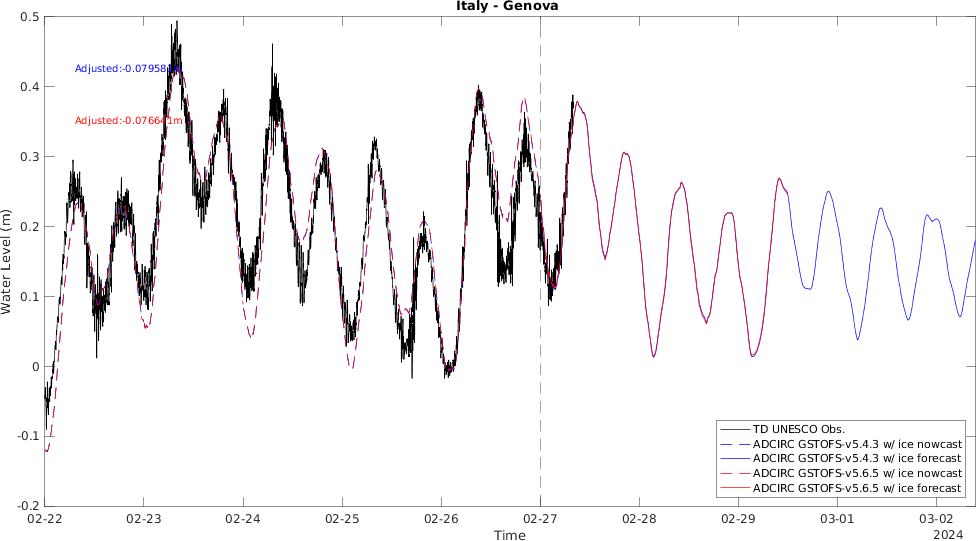 Italy - Genova
0.5
0.4
0.3
0.2
0.1
0
-0.1
-0.2
Water Level (m)
Adjusted:-0.07958
Adjusted:-0.076641m
TD UNESCO Obs.
ADCIRC GSTOFS-v5.4.3 w/ ice nowcast
ADCIRC GSTOFS-v5.4.3 w/ ice forecast
ADCIRC GSTOFS-v5.6.5 w/ ice nowcast
ADCIRC GSTOFS-v5.6.5 w/ ice forecast
02-22 02-23 02-24 02-25 02-26 02-27 02-28 02-29 03-01 03-02
Time
2024